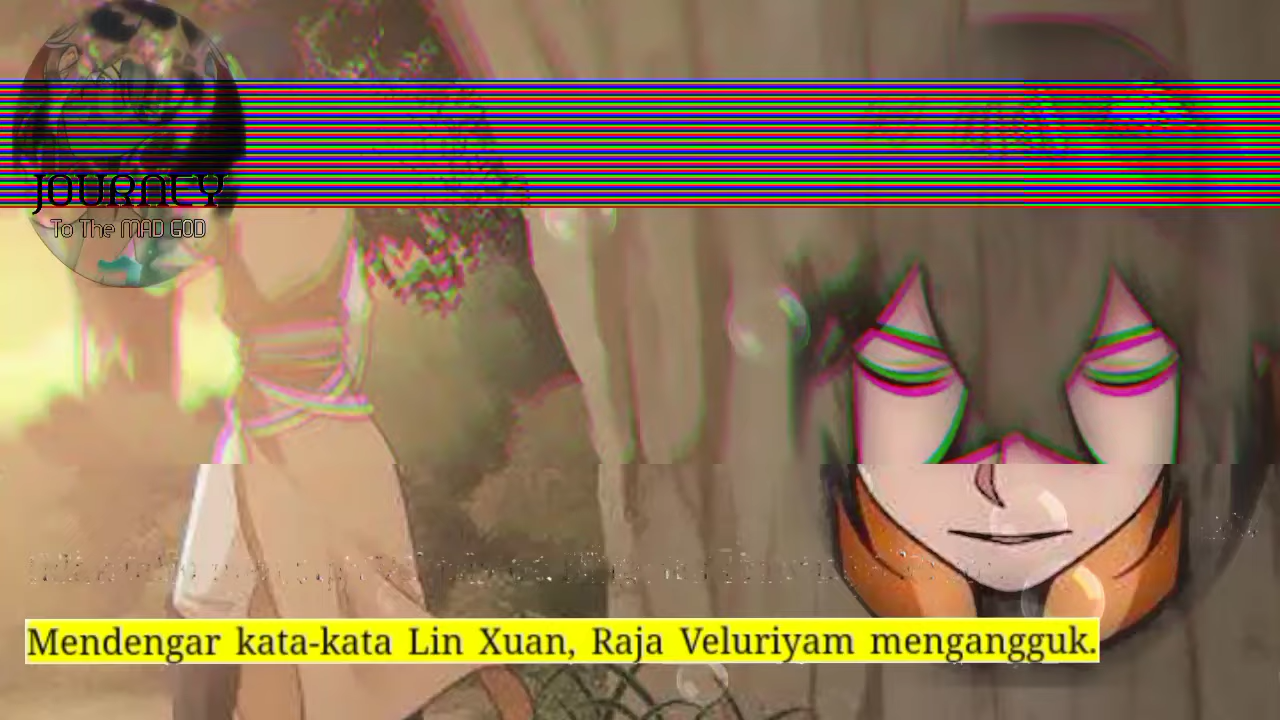 JOURNEY
To The MAD GOD
Mendengar kata-kata Lin Xuan, Raja Veluriyam mengangguk.